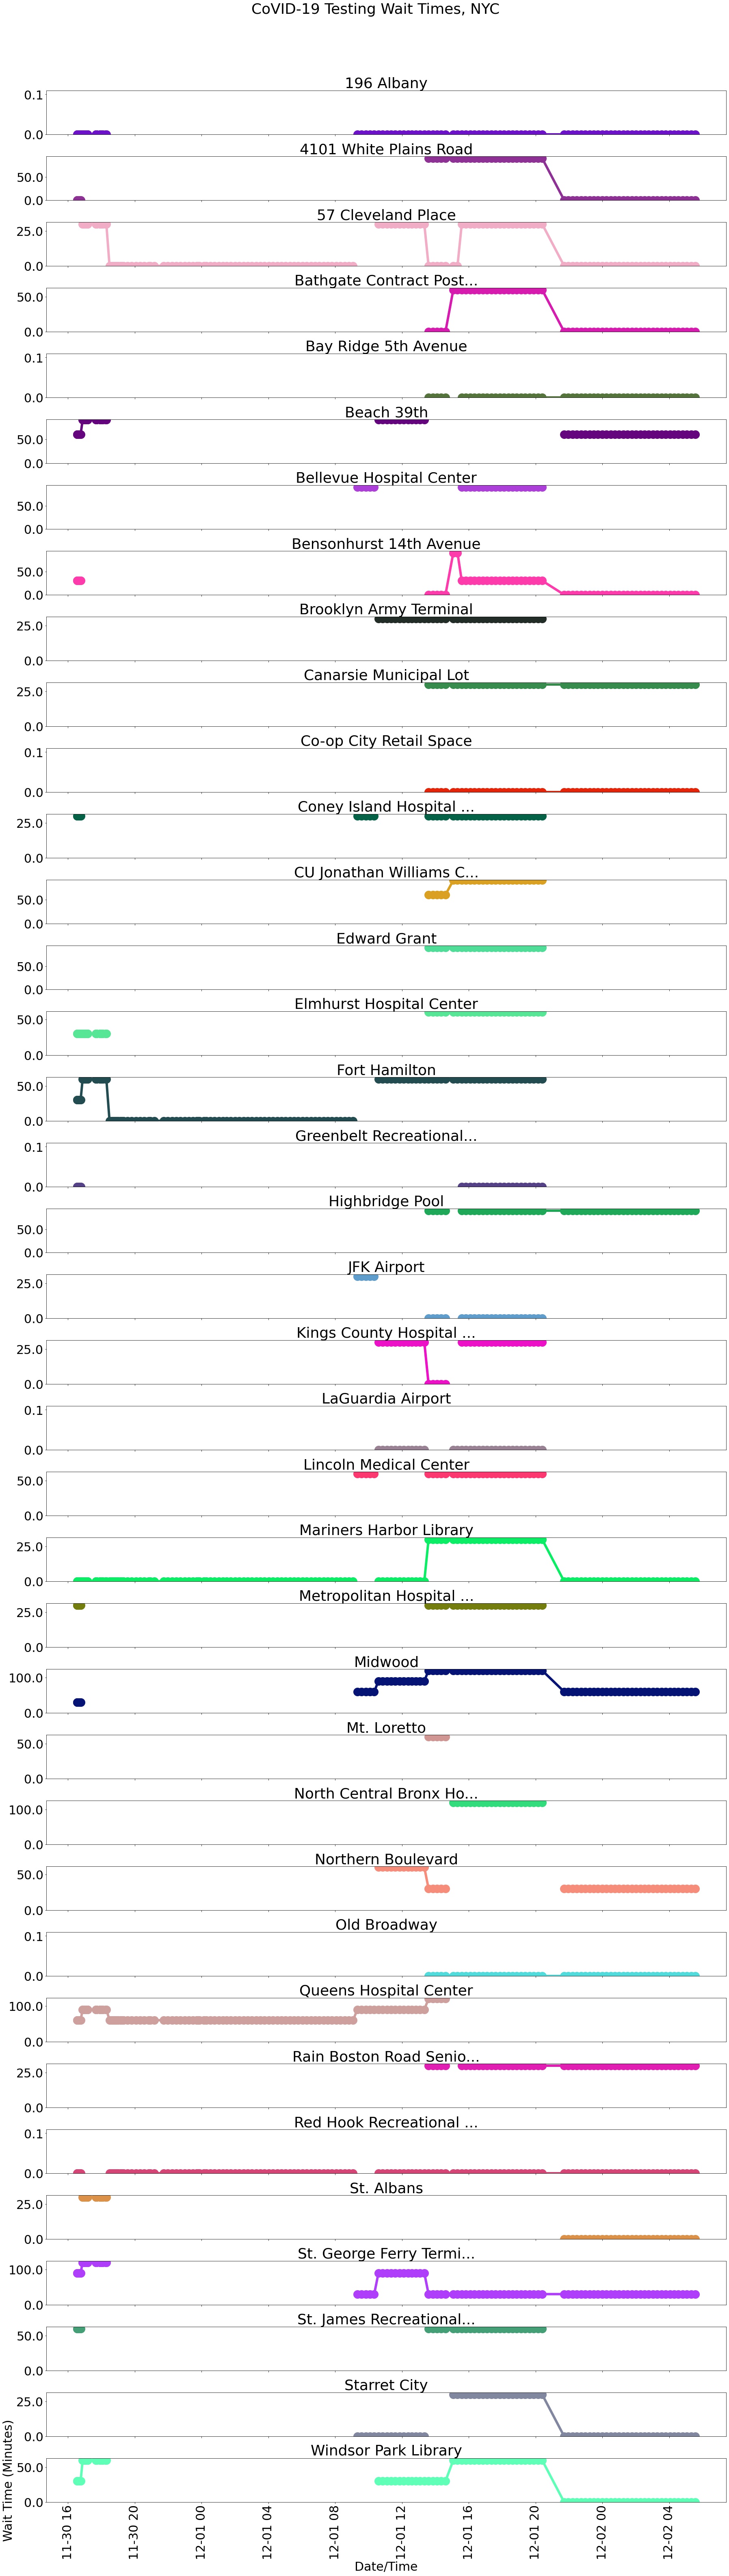 CoVID-19 Testing Wait Times, NYC
196 Albany
0.1
0.0
4101 White Plains Road
50.0
0.0
57 Cleveland Place
25.0
0.0
Bathgate Contract Post...
50.0
0.0
Bay Ridge 5th Avenue
0.1
0.0
Beach 39th
50.0
0.0
Bellevue Hospital Center
50.0
0.0
Bensonhurst 14th Avenue
50.0
0.0
Brooklyn Army Terminal
25.0
0.0
Canarsie Municipal Lot
25.0
0.0
Co-op City Retail Space
0.1
0.0
Coney Island Hospital ...
25.0
0.0
CU Jonathan Williams C...
50.0
0.0
Edward Grant
50.0
0.0
Elmhurst Hospital Center
50.0
0.0
Fort Hamilton
50.0
0.0
Greenbelt Recreational...
0.1
0.0
Highbridge Pool
50.0
0.0
JFK Airport
25.0
0.0
Kings County Hospital ...
25.0
0.0
LaGuardia Airport
0.1
0.0
Lincoln Medical Center
50.0
0.0
Mariners Harbor Library
25.0
0.0
Metropolitan Hospital ...
25.0
0.0
Midwood
100.0
0.0
Mt. Loretto
50.0
0.0
North Central Bronx Ho...
100.0
0.0
Northern Boulevard
50.0
0.0
Old Broadway
0.1
0.0
Queens Hospital Center
100.0
0.0
Rain Boston Road Senio...
25.0
0.0
Red Hook Recreational ...
0.1
0.0
St. Albans
25.0
0.0
St. George Ferry Termi...
100.0
0.0
St. James Recreational...
50.0
0.0
Starret City
25.0
0.0
Windsor Park Library
50.0
0.0
Wait Time (Minutes)
11-30 16
11-30 20
12-01 00
12-01 04
12-01 08
12-01 12
12-01 16
12-01 20
12-02 00
12-02 04
Date/Time